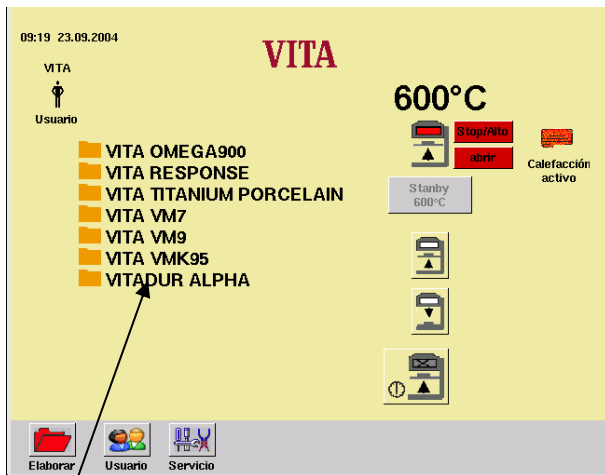 09:19 23.09.2004
VITA
VITA
Usuario
600°C
Stop/Alto
abrir
Calefacción
activo
Stanby
600°C
VITA OMEGA900
VITA RESPONSE
VITA TITANIUM PORCELAIN
VITA VM7
VITA VM9
VITA VMK95
VITADUR ALPHA
Elaborar
Usuario
Servicio